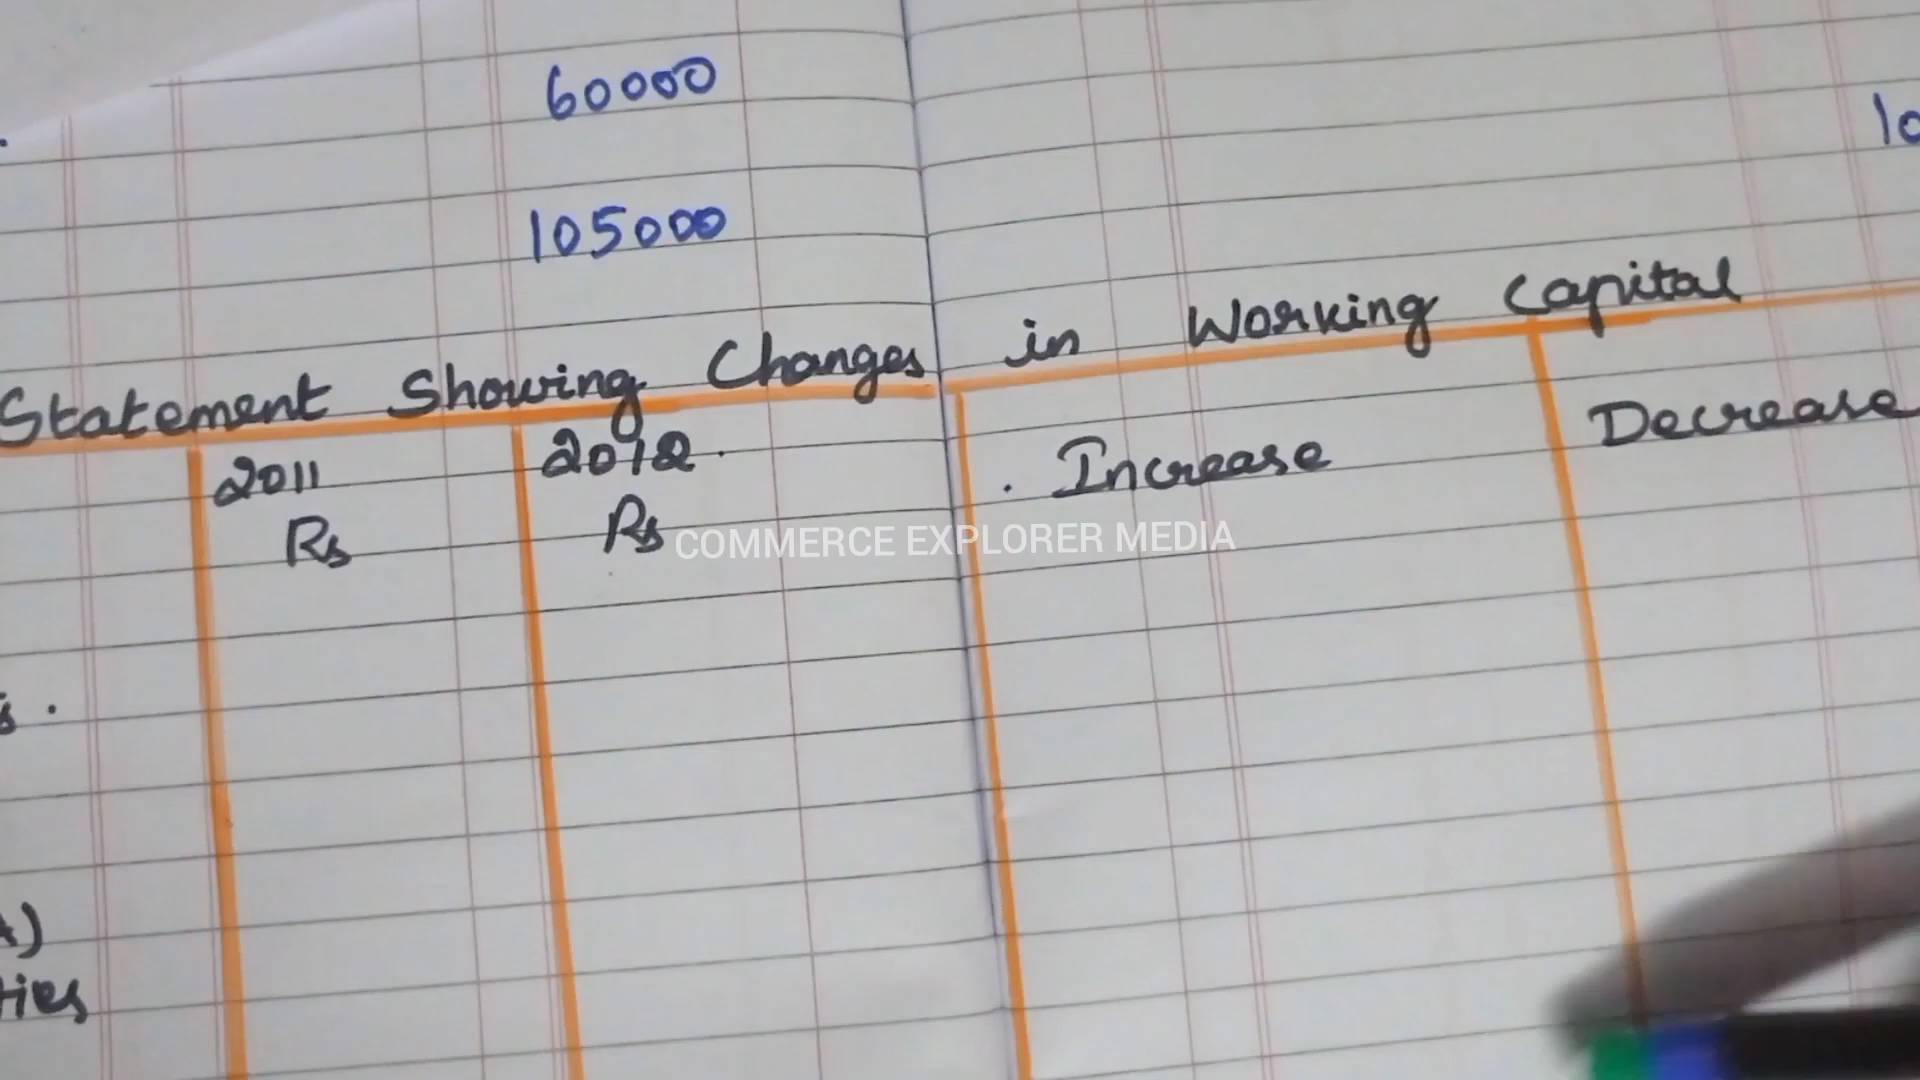 60000
105000
Statement Showing Changes in Working Capital
2011 2012. . Increase Decrease
Rs Rs
COMMERCE EXPLORER MEDIA